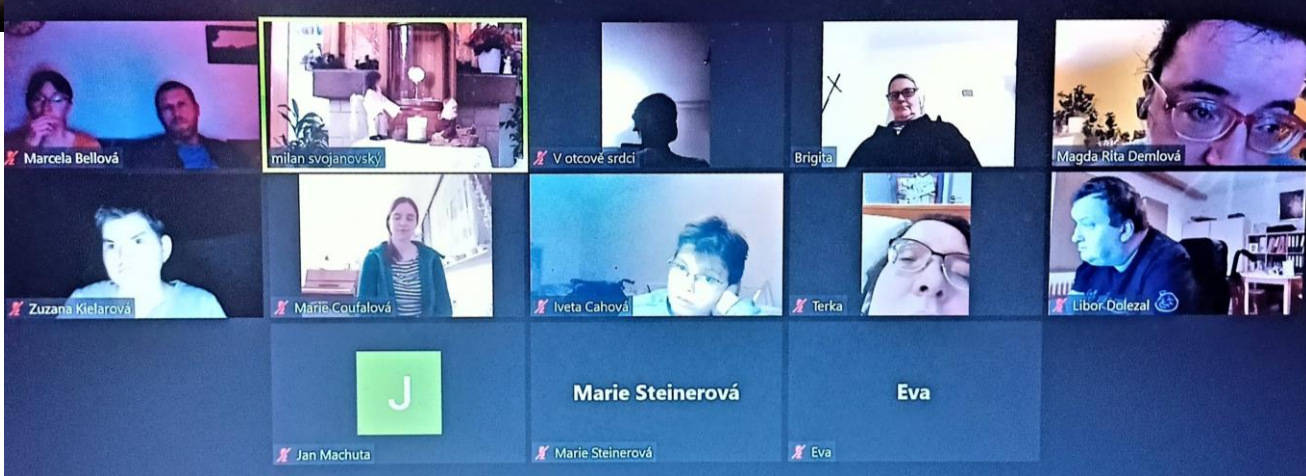 Marcela Bellová
milan svojanovský
V otcově srdci
Brigita
Magda Rita Demlová
Zuzana Kielarová
Marie Coufalová
Iveta Cahová
Terka
Libor Dolezal
J
Marie Steinerová
Eva
Jan Machuta
Marie Steinerová
Eva